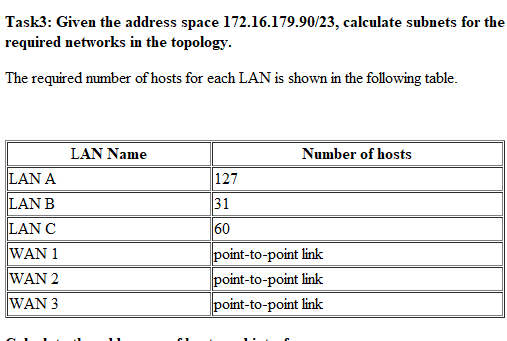 Task3: Given the address space 172.16.179.90/23, calculate subnets for the
required networks in the topology.
The required number of hosts for each LAN is shown in the following table.
LAN Name Number of hosts
LAN A 127
LAN B 31
LAN C 60
WAN 1 point-to-point link
WAN 2 point-to-point link
WAN 3 point-to-point link